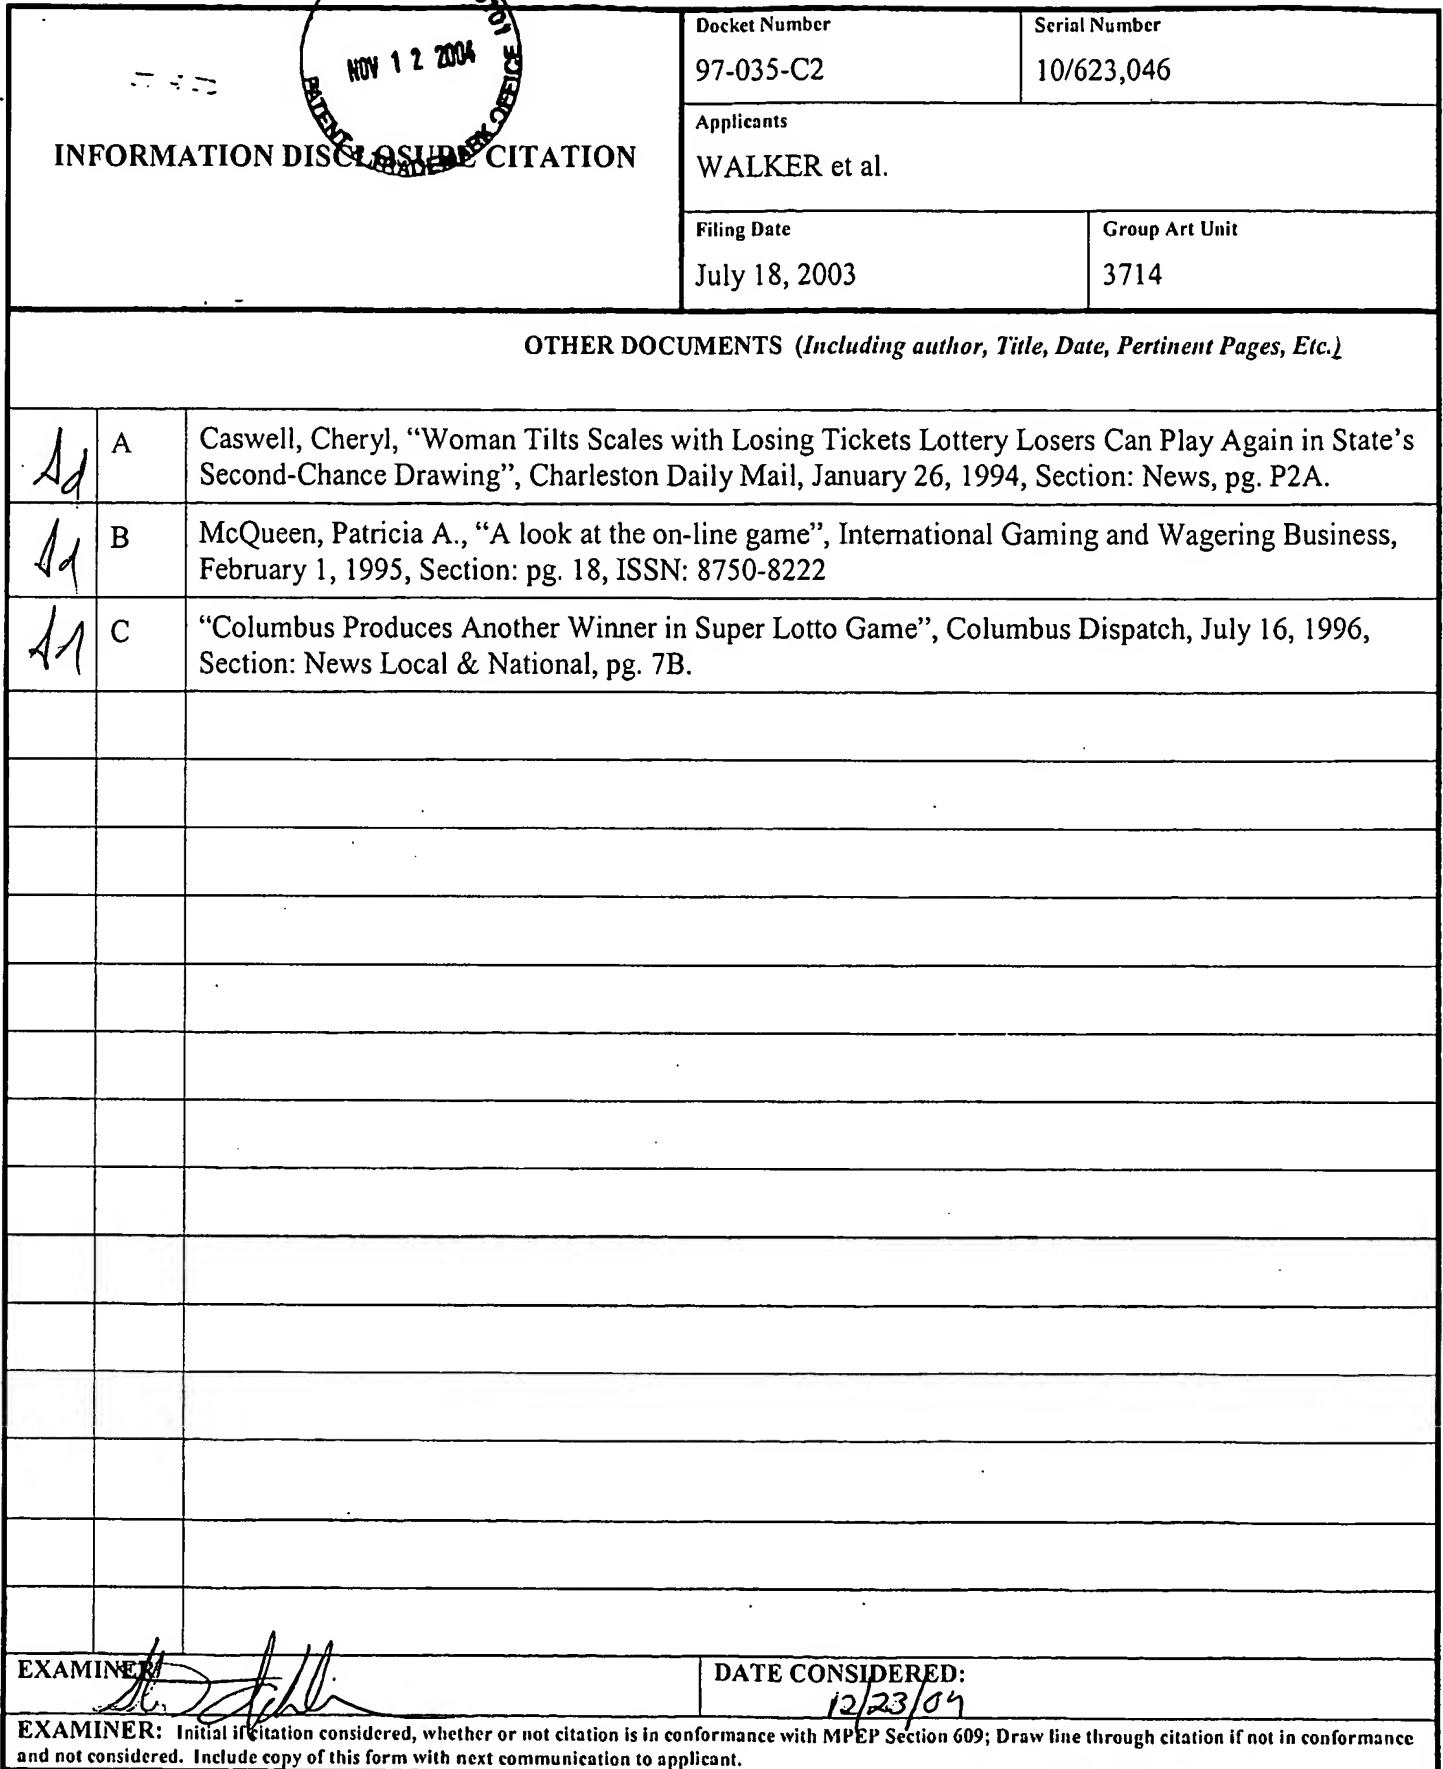 NOV 12 2004
PATENT & TRADEMARK OFFICE
INFORMATION DISCLOSURE CITATION
Docket Number
97-035-C2
Serial Number
10/623,046
Applicants
WALKER et al.
Filing Date
July 18, 2003
Group Art Unit
3714
OTHER DOCUMENTS (Including author, Title, Date, Pertinent Pages, Etc.)
A
Caswell, Cheryl, “Woman Tilts Scales with Losing Tickets Lottery Losers Can Play Again in State’s
Second-Chance Drawing”, Charleston Daily Mail, January 26, 1994, Section: News, pg. P2A.
B
McQueen, Patricia A., “A look at the on-line game”, International Gaming and Wagering Business,
February 1, 1995, Section: pg. 18, ISSN: 8750-8222
C
“Columbus Produces Another Winner in Super Lotto Game”, Columbus Dispatch, July 16, 1996,
Section: News Local & National, pg. 7B.
EXAMINER
DATE CONSIDERED:
12/23/04
EXAMINER: Initial if citation considered, whether or not citation is in conformance with MPEP Section 609; Draw line through citation if not in conformance
and not considered. Include copy of this form with next communication to applicant.